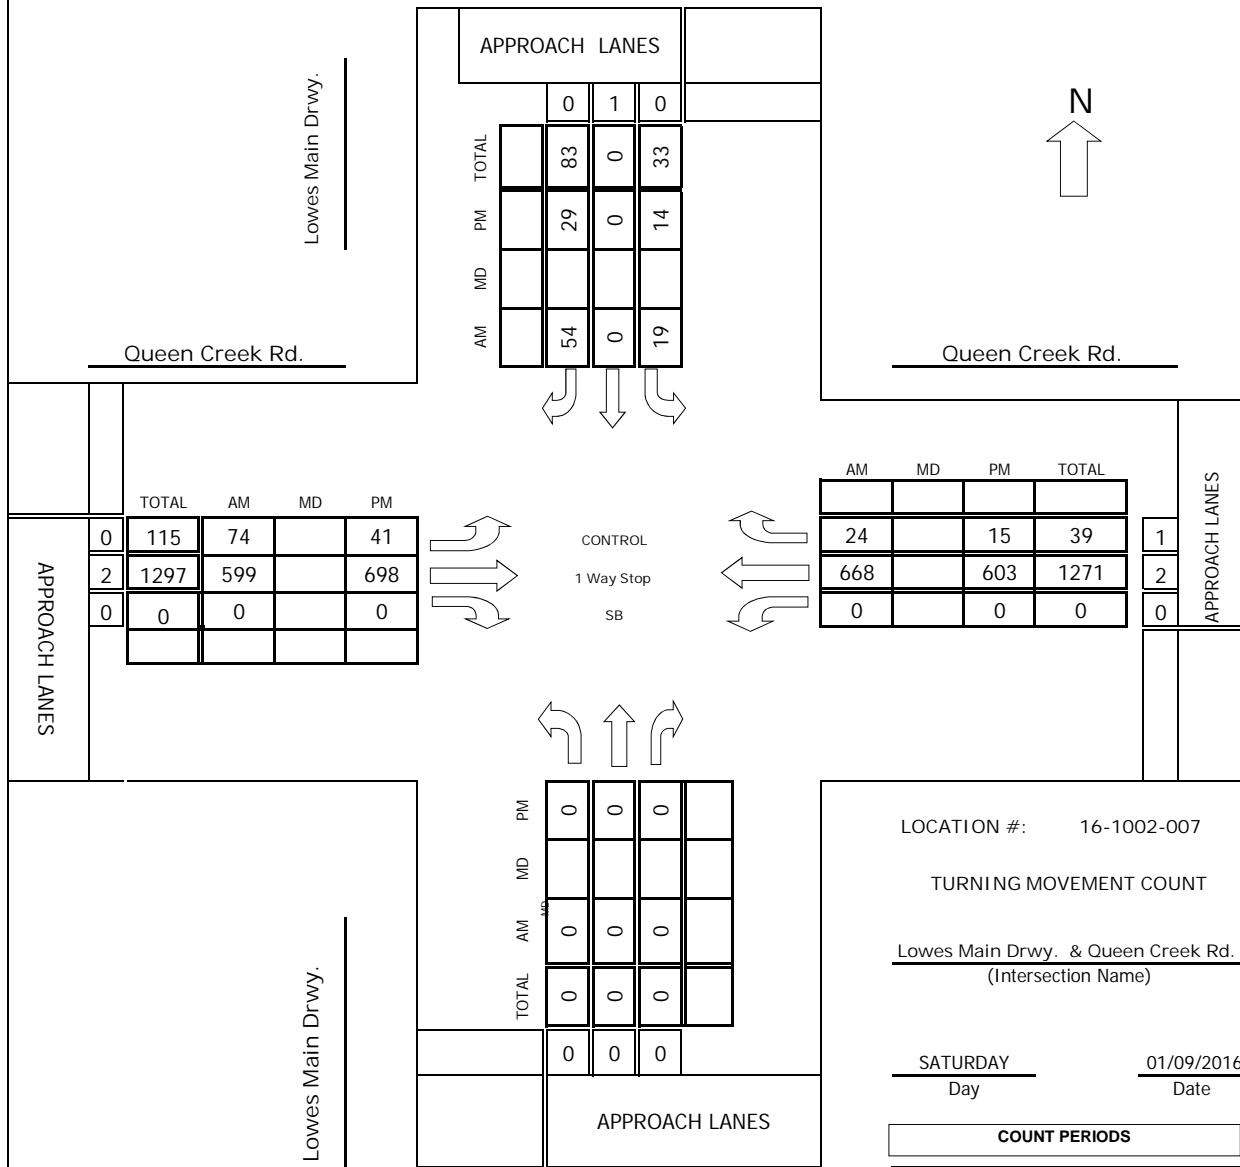 APPROACH LANES
Lowes Main Drwy.
N
0 1 0
TOTAL 83 0 33
PM 29 0 14
MD
AM 54 0 19
Queen Creek Rd.
Queen Creek Rd.
AM MD PM TOTAL
TOTAL AM MD PM
0 115 74 41
CONTROL
24 15 39 1
2 1297 599 698
1 Way Stop
668 603 1271 2
0 0 0 0
SB
0 0 0 0
APPROACH LANES
APPROACH LANES
PM 0 0 0
MD
AM MD 0 0 0
TOTAL 0 0 0
0 0 0
APPROACH LANES
Lowes Main Drwy.
LOCATION #: 16-1002-007
TURNING MOVEMENT COUNT
Lowes Main Drwy. & Queen Creek Rd.
(Intersection Name)
SATURDAY 01/09/2016
Day Date
COUNT PERIODS